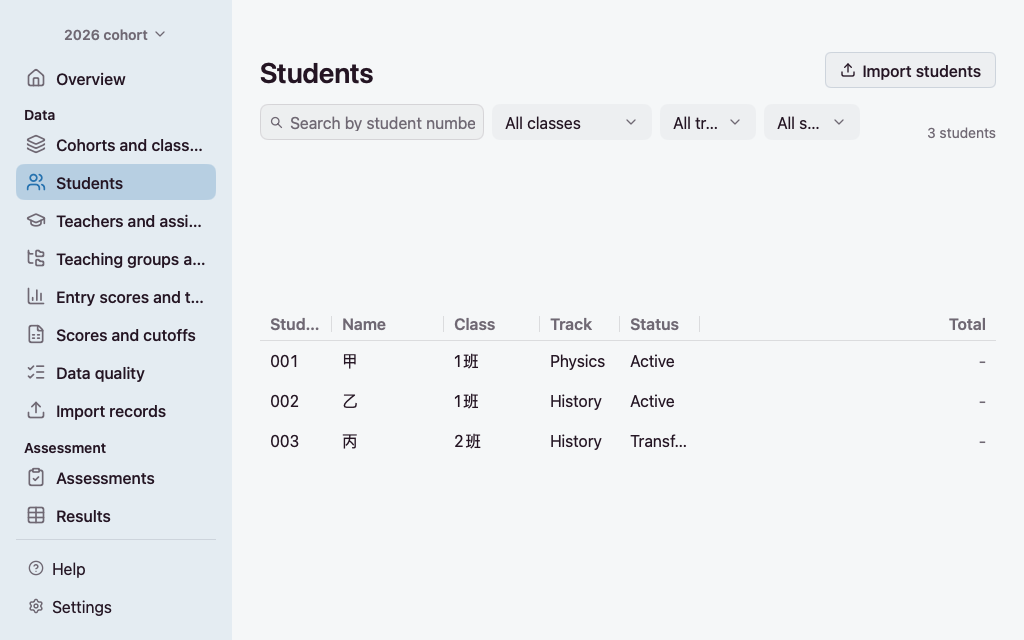 2026 cohort
Overview
Data
Cohorts and class...
Students
Teachers and assi...
Teaching groups a...
Entry scores and t...
Scores and cutoffs
Data quality
Import records
Assessment
Assessments
Results
Help
Settings
Students
Import students
Search by student numbe
All classes
All tr...
All s...
3 students
Stud... Name Class Track Status Total
001 甲 1班 Physics Active -
002 乙 1班 History Active -
003 丙 2班 History Transf... -